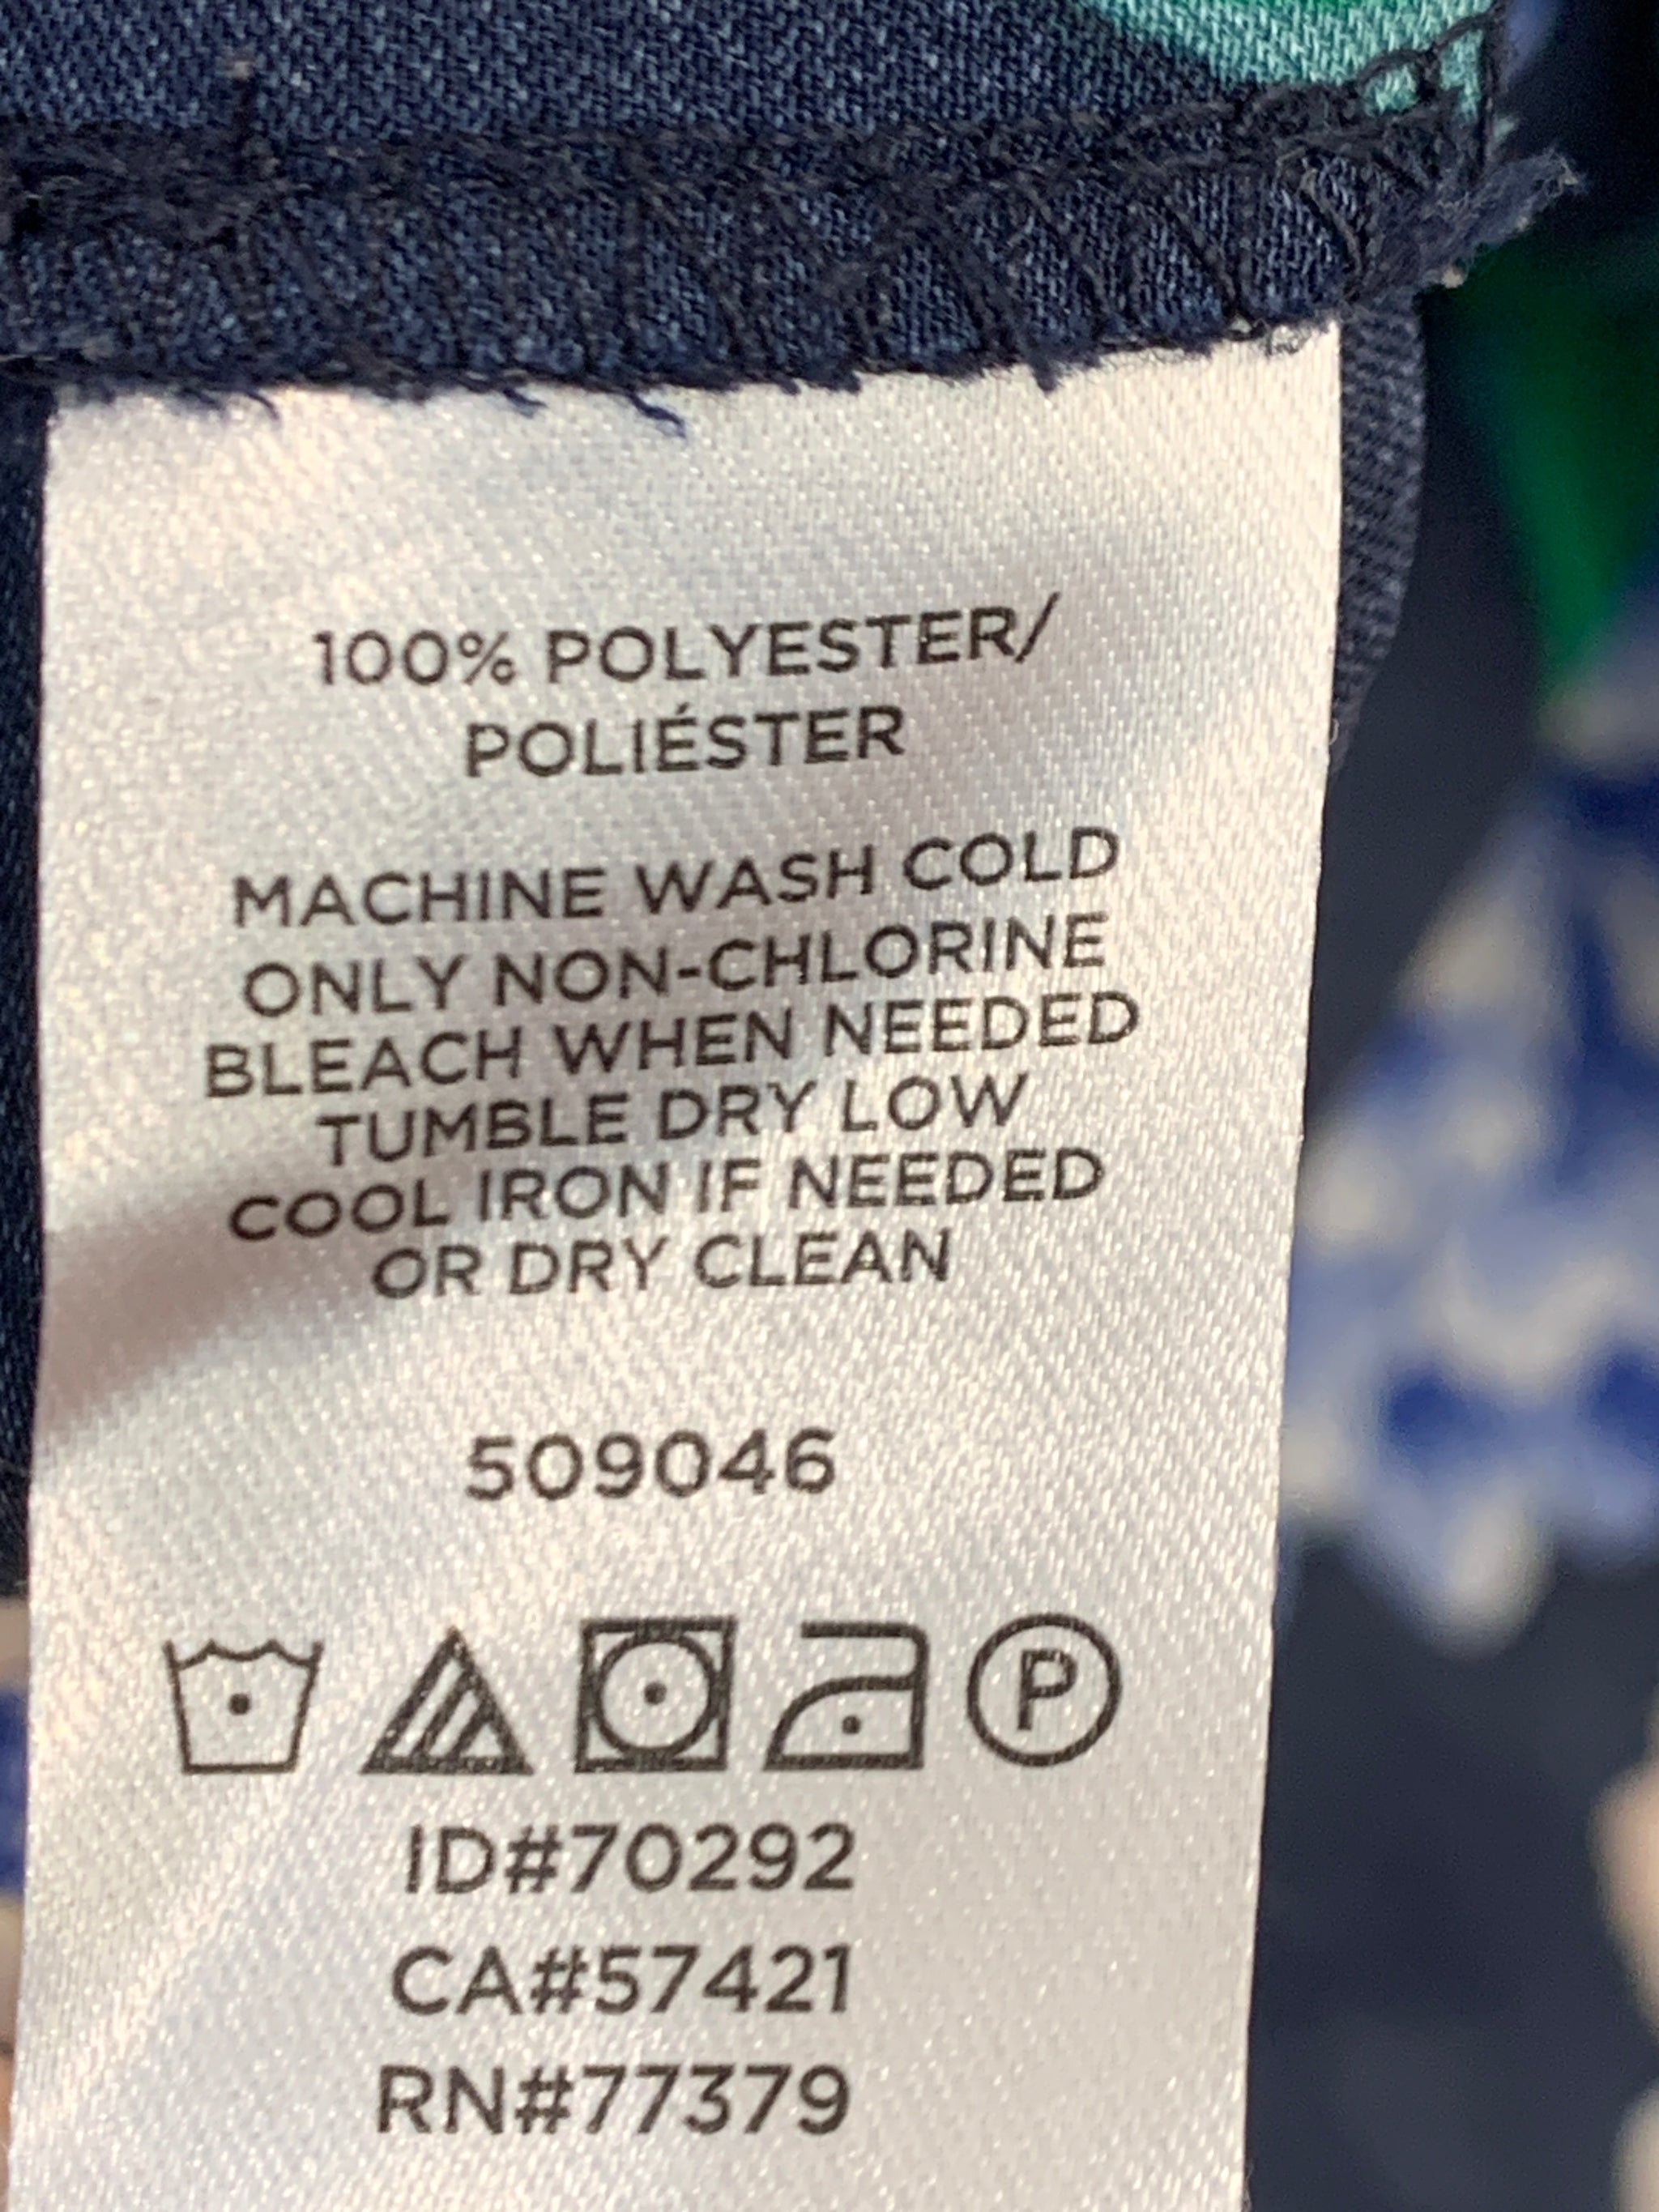 100% POLYESTER/
POLIÉSTER
MACHINE WASH COLD
ONLY NON-CHLORINE
BLEACH WHEN NEEDED
TUMBLE DRY LOW
COOL IRON IF NEEDED
OR DRY CLEAN
509046
P
ID#70292
CA#57421
RN#77379